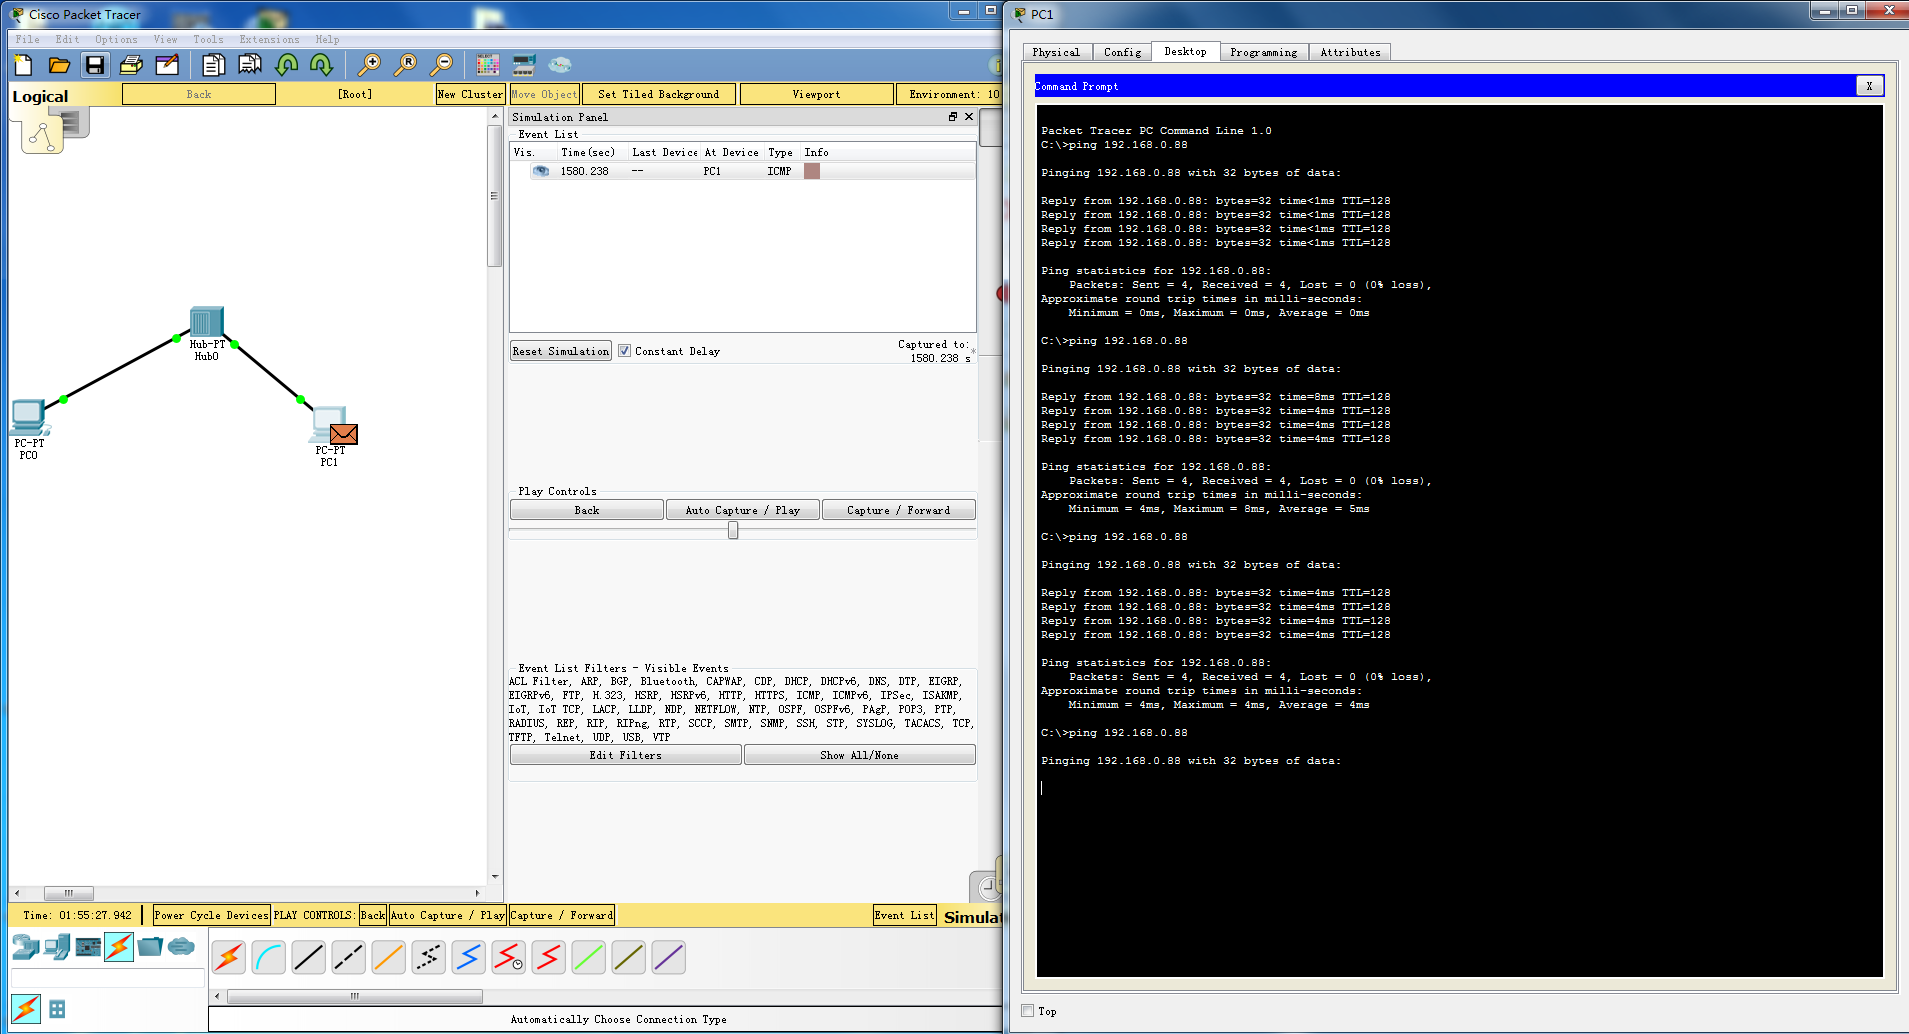 Cisco Packet Tracer
File Edit Options View Tools Extensions Help
Logical
Back
[Root]
New Cluster
Move Object
Set Tiled Background
Viewport
Environment: 10
Simulation Panel
Event List
Vis. Time(sec) Last Device At Device Type Info
1580.238 -- PC1 ICMP
Hub-PT
Hub0
PC-PT
PC0
PC-PT
PC1
Reset Simulation
Constant Delay
Captured to:
1580.238 s
Play Controls
Back
Auto Capture / Play
Capture / Forward
Event List Filters - Visible Events
ACL Filter, ARP, BGP, Bluetooth, CAPWAP, CDP, DHCP, DHCPv6, DNS, DTP, EIGRP,
EIGRPv6, FTP, H.323, HSRP, HSRPv6, HTTP, HTTPS, ICMP, ICMPv6, IPSec, ISAKMP,
IoT, IoT TCP, LACP, LLDP, NDP, NETFLOW, NTP, OSPF, OSPFv6, PAgP, POP3, PTP,
RADIUS, REP, RIP, RIPng, RTP, SCCP, SMTP, SNMP, SSH, STP, SYSLOG, TACACS, TCP,
TFTP, Telnet, UDP, USB, VTP
Edit Filters
Show All/None
Time: 01:55:27.942
Power Cycle Devices
PLAY CONTROLS:
Back
Auto Capture / Play
Capture / Forward
Event List
Simulat
Automatically Choose Connection Type
PC1
Physical Config Desktop Programming Attributes
Command Prompt
X
Packet Tracer PC Command Line 1.0
C:\>ping 192.168.0.88
Pinging 192.168.0.88 with 32 bytes of data:
Reply from 192.168.0.88: bytes=32 time<1ms TTL=128
Reply from 192.168.0.88: bytes=32 time<1ms TTL=128
Reply from 192.168.0.88: bytes=32 time<1ms TTL=128
Reply from 192.168.0.88: bytes=32 time<1ms TTL=128
Ping statistics for 192.168.0.88:
Packets: Sent = 4, Received = 4, Lost = 0 (0% loss),
Approximate round trip times in milli-seconds:
Minimum = 0ms, Maximum = 0ms, Average = 0ms
C:\>ping 192.168.0.88
Pinging 192.168.0.88 with 32 bytes of data:
Reply from 192.168.0.88: bytes=32 time=8ms TTL=128
Reply from 192.168.0.88: bytes=32 time=4ms TTL=128
Reply from 192.168.0.88: bytes=32 time=4ms TTL=128
Reply from 192.168.0.88: bytes=32 time=4ms TTL=128
Ping statistics for 192.168.0.88:
Packets: Sent = 4, Received = 4, Lost = 0 (0% loss),
Approximate round trip times in milli-seconds:
Minimum = 4ms, Maximum = 8ms, Average = 5ms
C:\>ping 192.168.0.88
Pinging 192.168.0.88 with 32 bytes of data:
Reply from 192.168.0.88: bytes=32 time=4ms TTL=128
Reply from 192.168.0.88: bytes=32 time=4ms TTL=128
Reply from 192.168.0.88: bytes=32 time=4ms TTL=128
Reply from 192.168.0.88: bytes=32 time=4ms TTL=128
Ping statistics for 192.168.0.88:
Packets: Sent = 4, Received = 4, Lost = 0 (0% loss),
Approximate round trip times in milli-seconds:
Minimum = 4ms, Maximum = 4ms, Average = 4ms
C:\>ping 192.168.0.88
Pinging 192.168.0.88 with 32 bytes of data:
Top